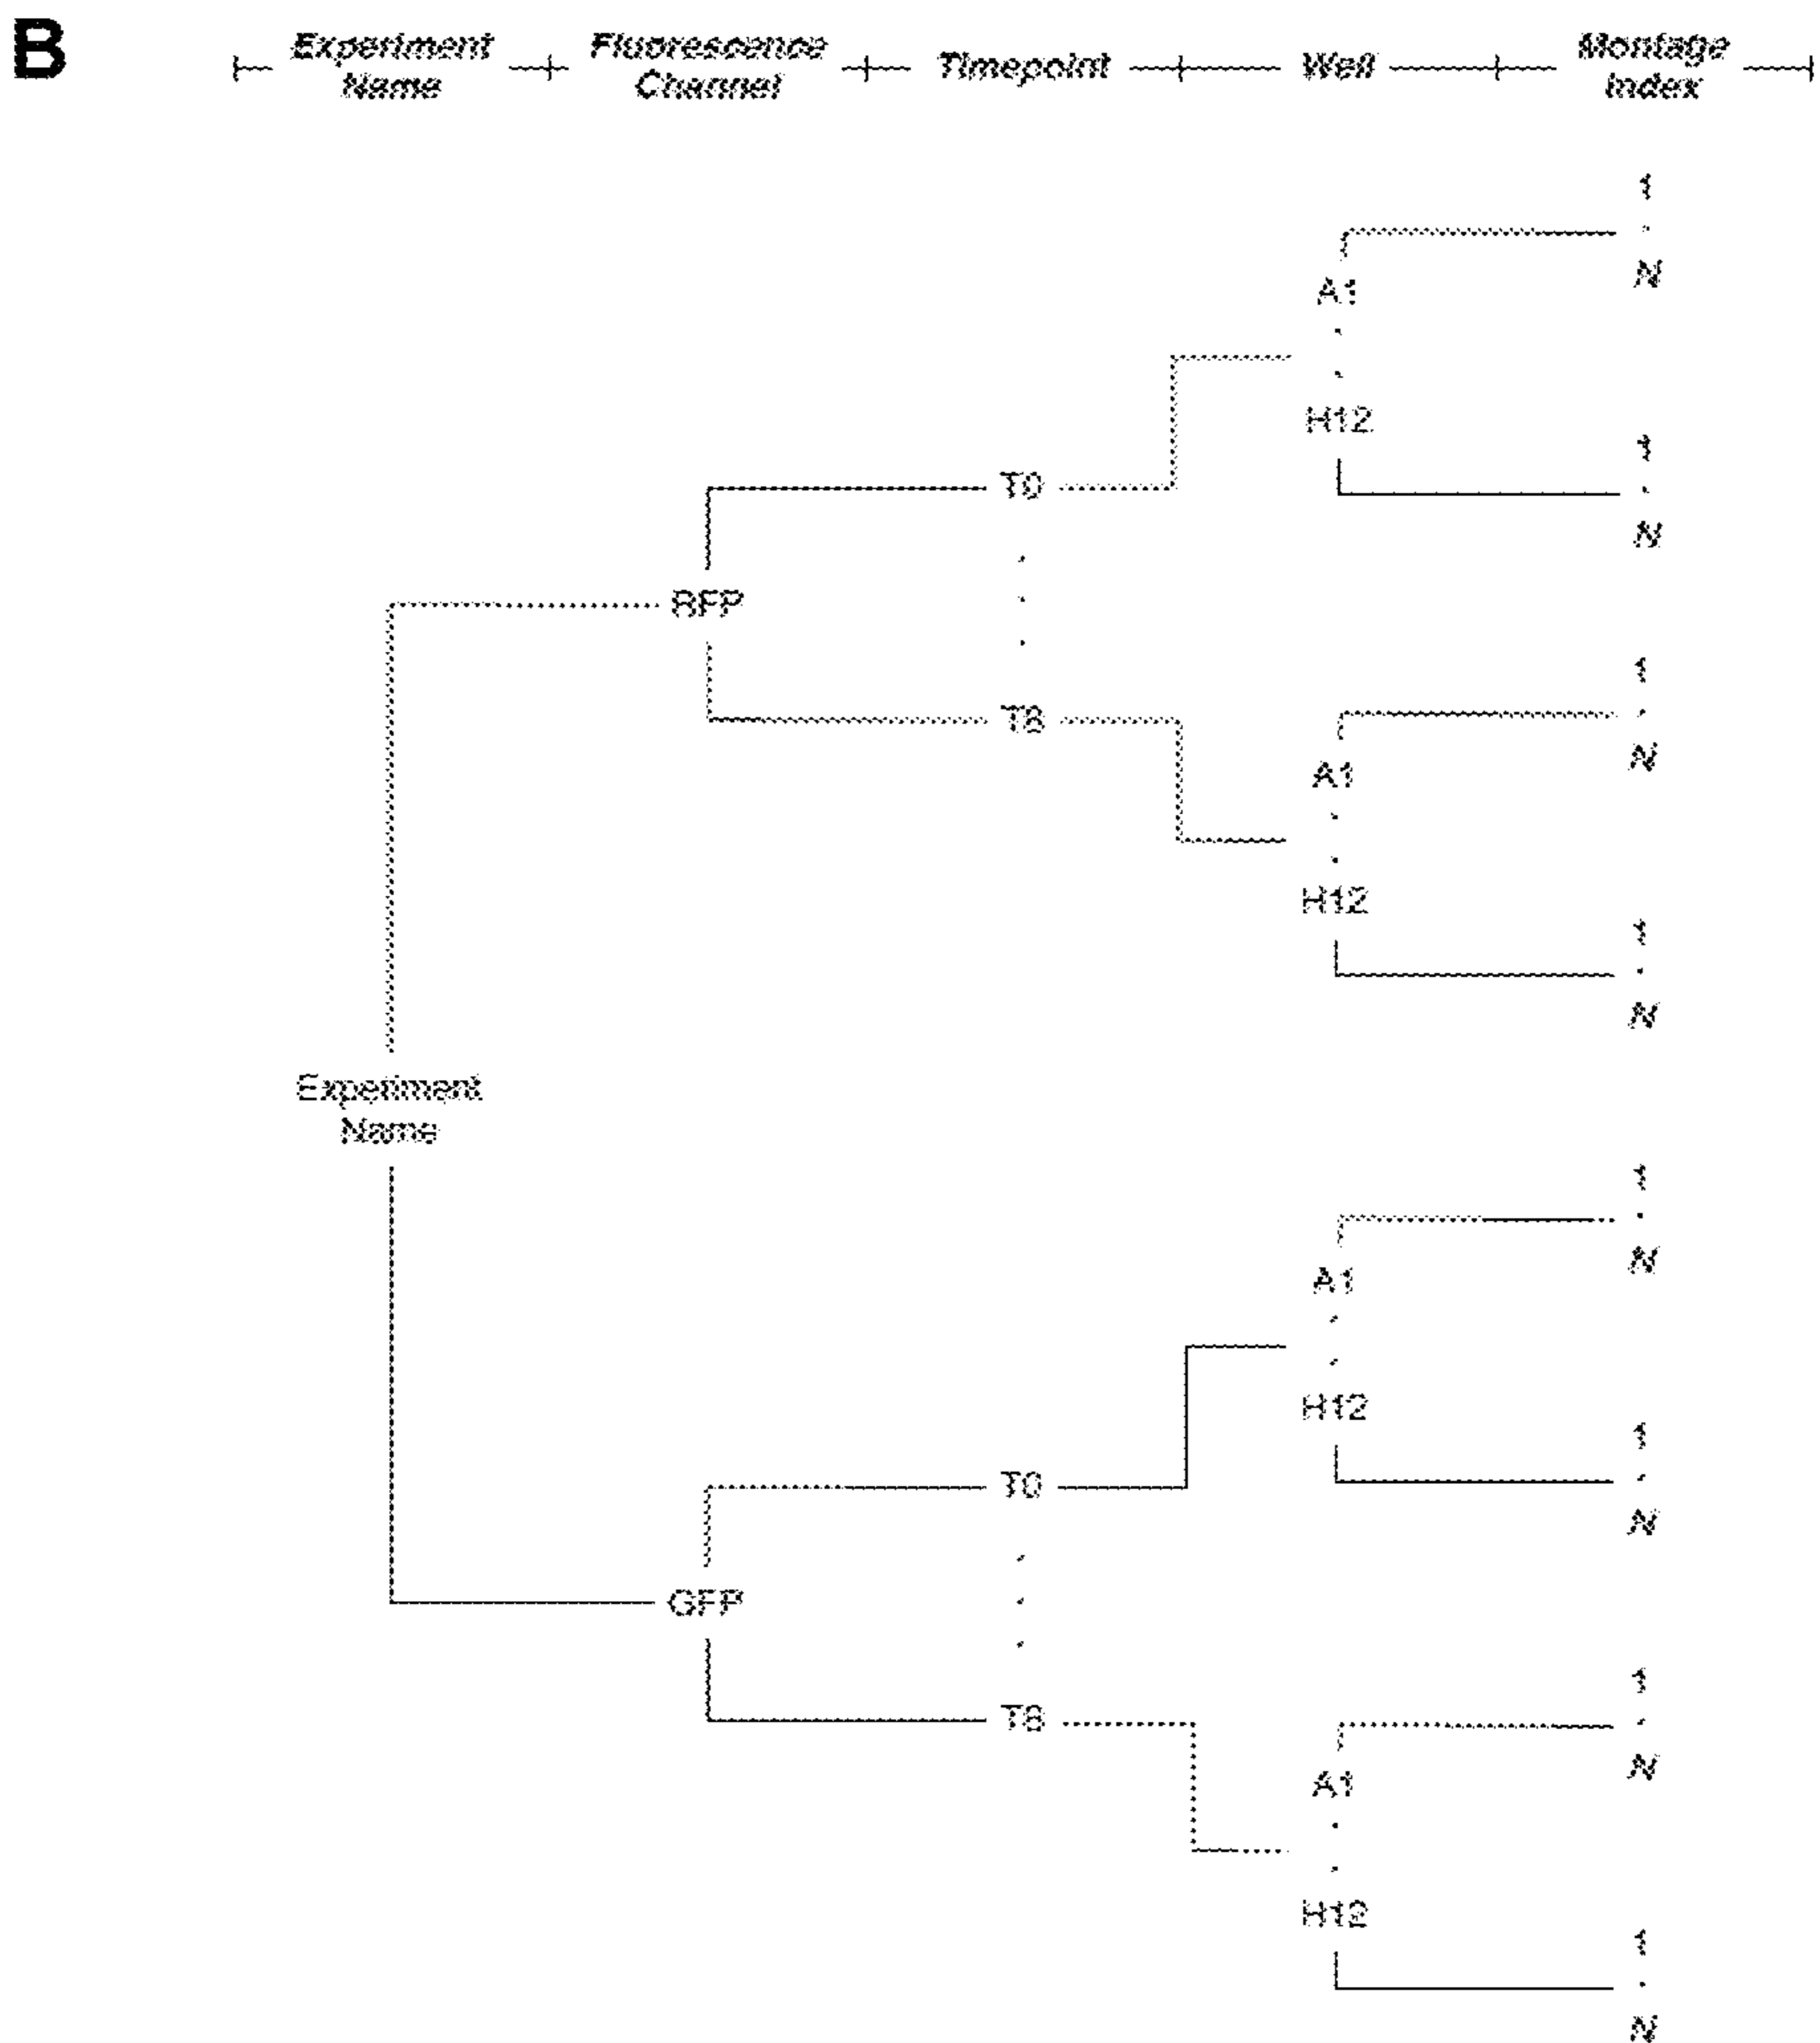 B
Experiment
Name
Fluorescence
Channel
Timepoint
Well
Montage
Index
1
N
A1
H12
1
T0
N
RFP
1
T8
N
A1
H12
1
N
Experiment
Name
1
N
A1
H12
1
T0
N
GFP
1
T8
N
A1
H12
1
N